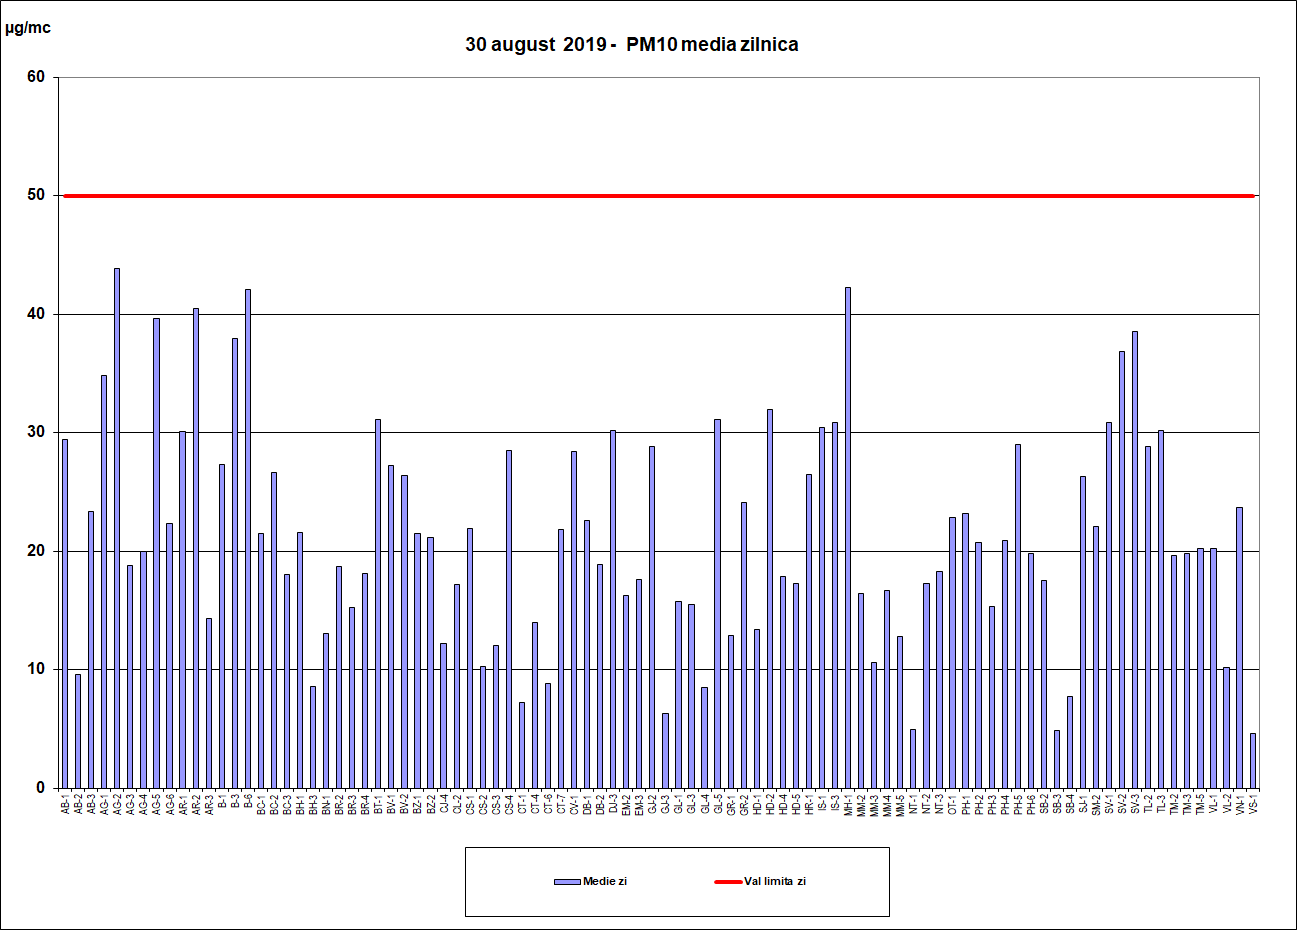 µg/mc
30 august 2019 - PM10 media zilnica
60
50
40
30
20
10
0
AB-1 AB-2 AB-3 AG-1 AG-2 AG-3 AG-4 AG-5 AG-6 AR-1 AR-2 AR-3 B-1 B-3 B-6 BC-1 BC-2 BC-3 BH-1 BH-3 BN-1 BR-2 BR-3 BR-4 BT-1 BV-1 BV-2 BZ-1 BZ-2 CJ-4 CL-2 CS-1 CS-2 CS-3 CS-4 CT-1 CT-4 CT-6 CT-7 CV-1 DB-1 DB-2 DJ-3 EM-2 EM-3 GJ-2 GJ-3 GL-1 GL-3 GL-4 GL-5 GR-1 GR-2 HD-1 HD-2 HD-4 HD-5 HR-1 IS-1 IS-3 MH-1 MM-2 MM-3 MM-4 MM-5 NT-1 NT-2 NT-3 OT-1 PH-1 PH-2 PH-3 PH-4 PH-5 PH-6 SB-2 SB-3 SB-4 SJ-1 SM-2 SV-1 SV-2 SV-3 TL-2 TL-3 TM-2 TM-3 TM-5 VL-1 VL-2 VN-1 VS-1
Medie zi Val limita zi